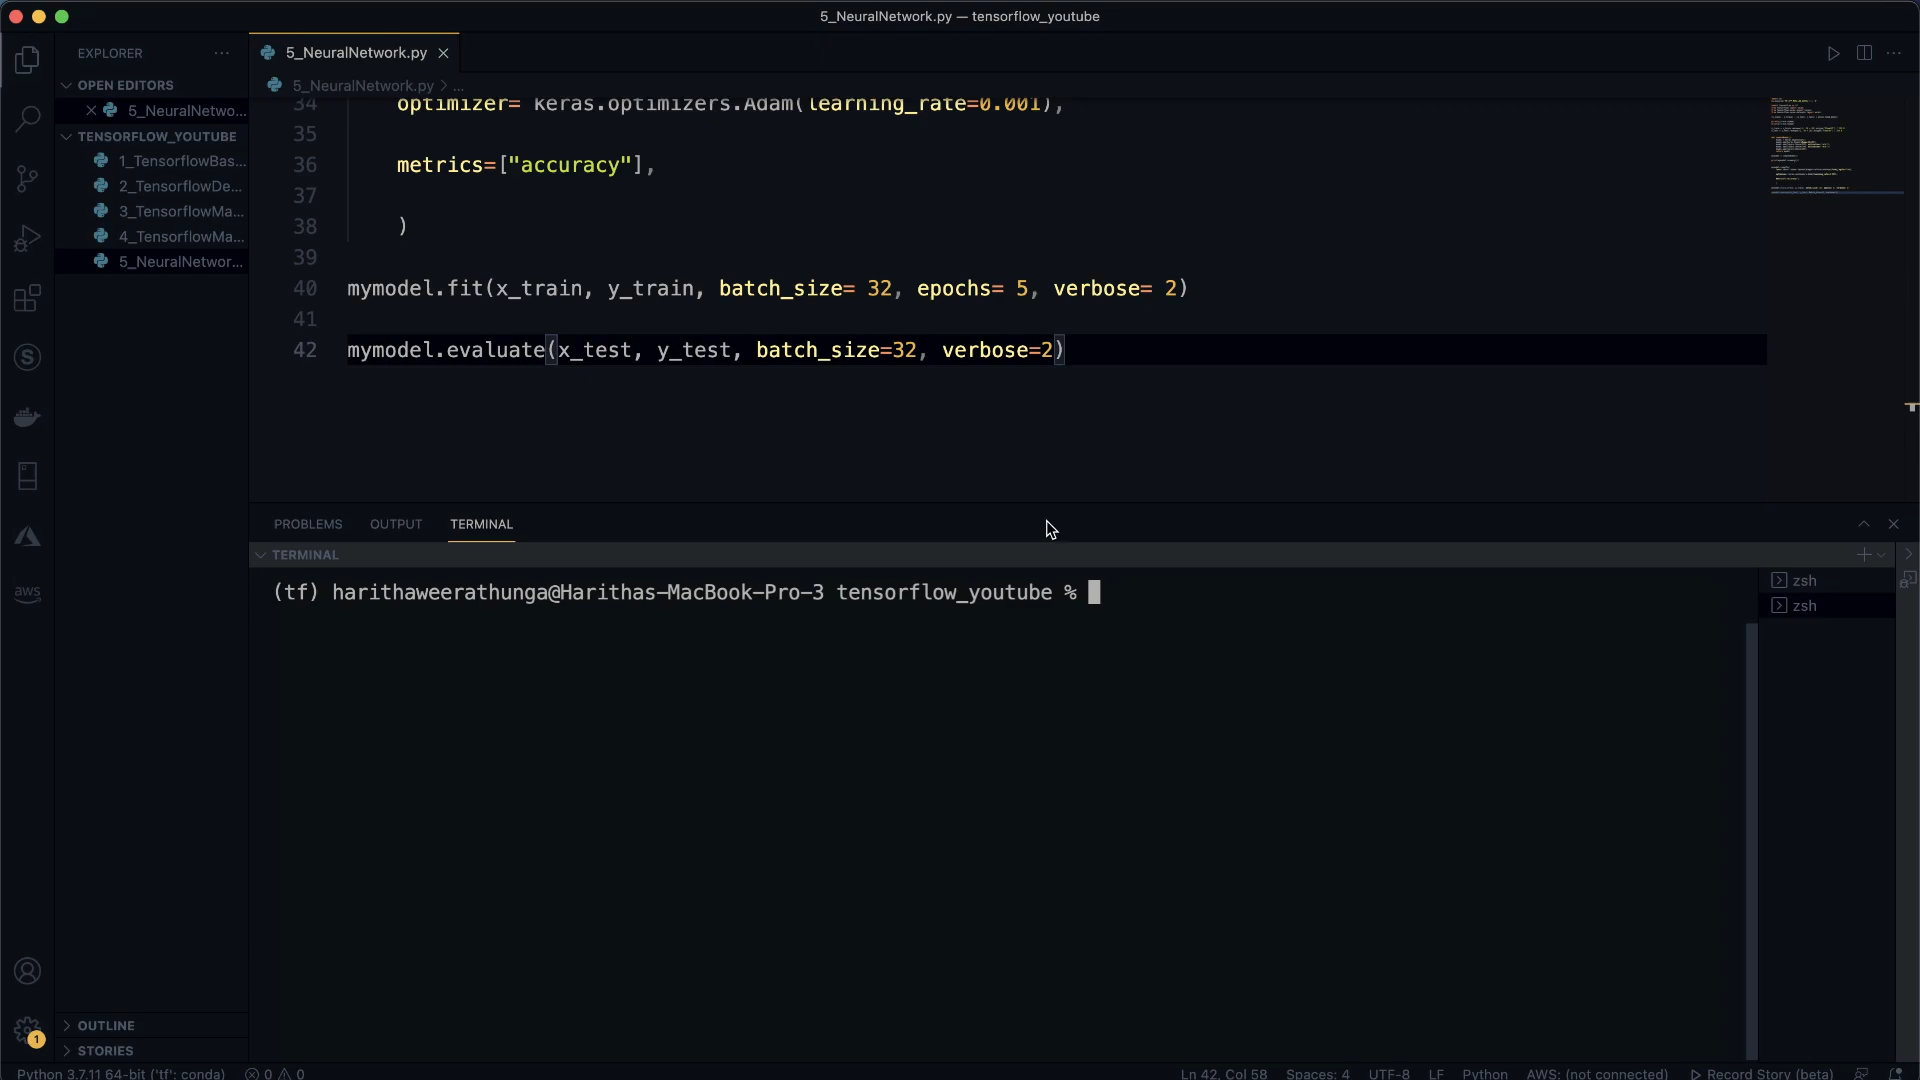 5_NeuralNetwork.py — tensorflow_youtube
EXPLORER
OPEN EDITORS
5_NeuralNetwo...
TENSORFLOW_YOUTUBE
1_TensorflowBas...
2_TensorflowDe...
3_TensorflowMa...
4_TensorflowMa...
5_NeuralNetwor...
aws
1
OUTLINE
STORIES
5_NeuralNetwork.py
5_NeuralNetwork.py > ...
34 optimizer= keras.optimizers.Adam(learning_rate=0.001),
35
36 metrics=["accuracy"],
37
38 )
39
40 mymodel.fit(x_train, y_train, batch_size= 32, epochs= 5, verbose= 2)
41
42 mymodel.evaluate(x_test, y_test, batch_size=32, verbose=2)
PROBLEMS OUTPUT TERMINAL
TERMINAL
(tf) harithaweerathunga@Harithas-MacBook-Pro-3 tensorflow_youtube %
zsh
zsh
Python 3.7.11 64-bit ('tf': conda) 0 0 Ln 42, Col 58 Spaces: 4 UTF-8 LF Python AWS: (not connected) Record Story (beta)